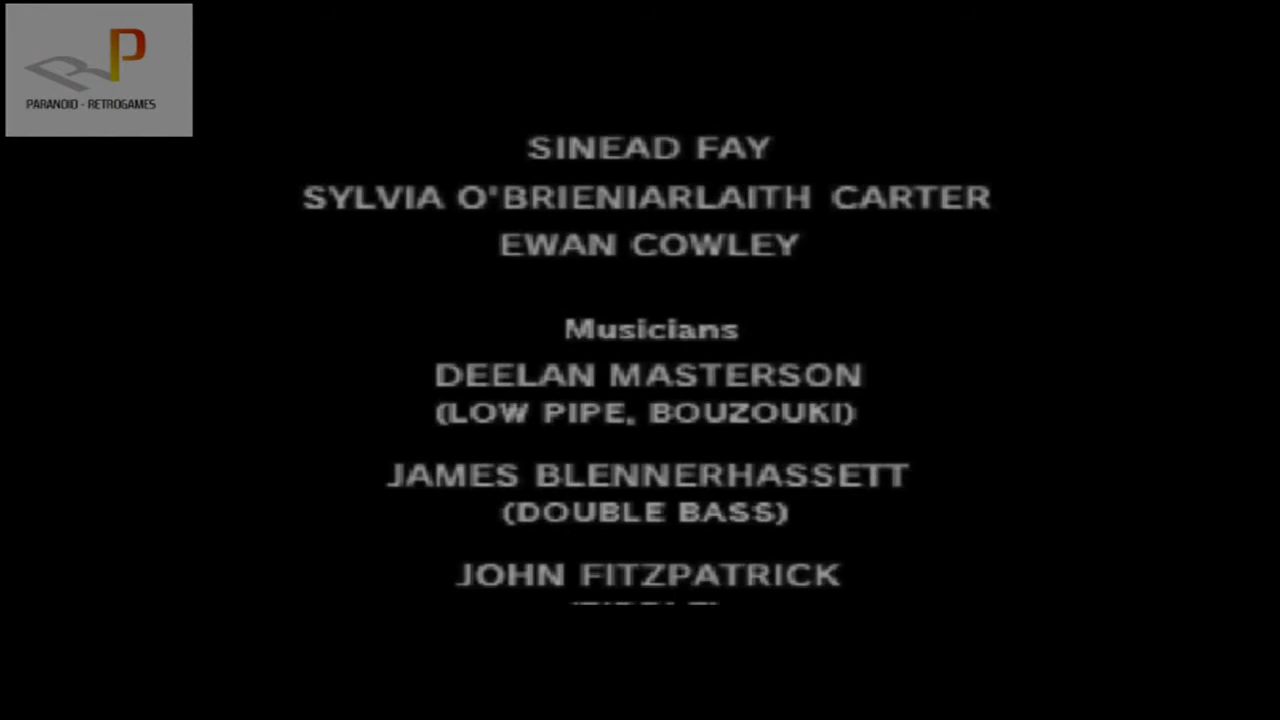 PARANOID - RETROGAMES
SINEAD FAY
SYLVIA O'BRIENIARLAITH CARTER
EWAN COWLEY
Musicians
DEELAN MASTERSON
(LOW PIPE, BOUZOUKI)
JAMES BLENNERHASSETT
(DOUBLE BASS)
JOHN FITZPATRICK